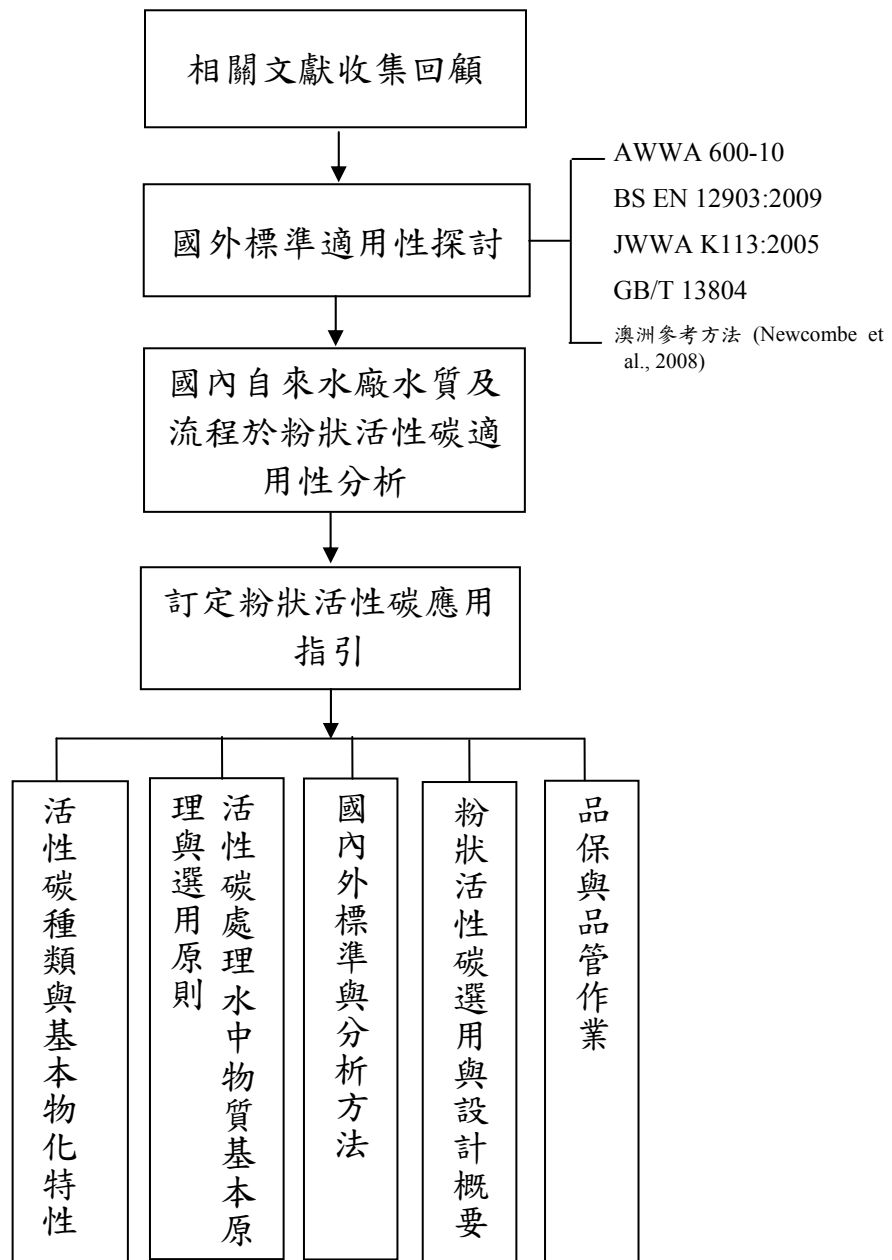 相關文獻收集回顧
國外標準適用性探討
AWWA 600-10
BS EN 12903:2009
JWWA K113:2005
GB/T 13804
澳洲參考方法 (Newcombe et
al., 2008)
國內自來水廠水質及
流程於粉狀活性碳適
用性分析
訂定粉狀活性碳應用
指引
活性碳種類與基本物化特性
活性碳處理水中物質基本原
理與選用原則
國內外標準與分析方法
粉狀活性碳選用與設計概要
品保與品管作業